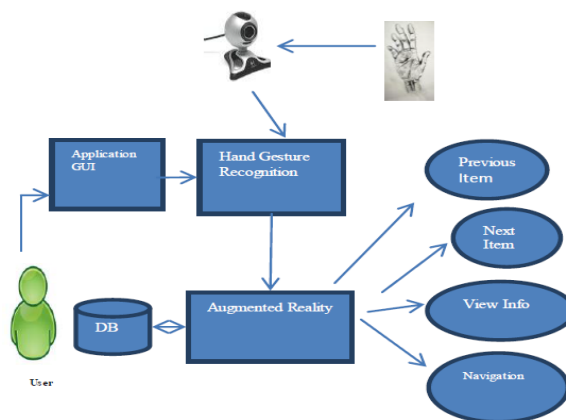 Application
GUI
Hand Gesture
Recognition
Previous
Item
Next
Item
DB
Augmented Reality
View Info
Navigation
User